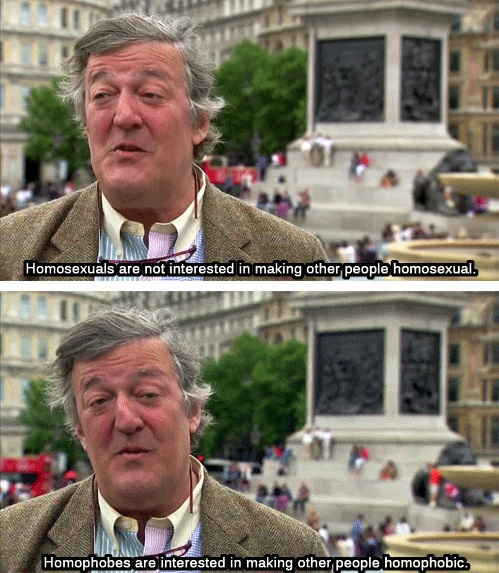 Homosexuals are not interested in making other people homosexual.
Homophobes are interested in making other people homophobic.